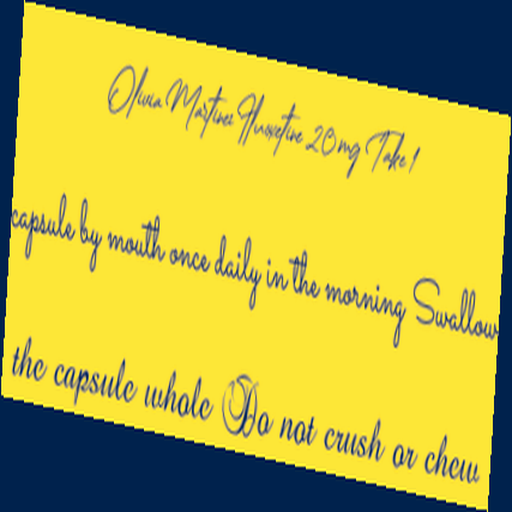 Olivia Martinez Fluoxetine 20mg Take 1
capsule by mouth once daily in the morning Swallow
the capsule whole Do not crush or chew